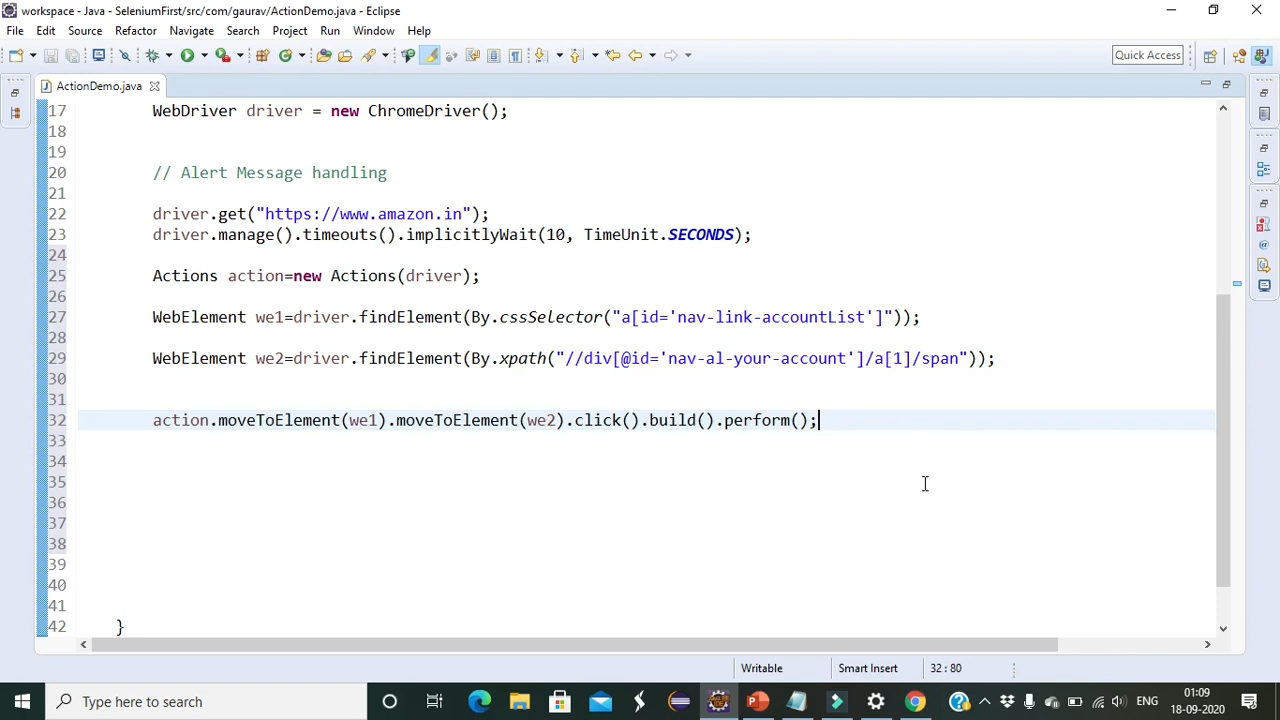 workspace - Java - SeleniumFirst/src/com/gaurav/ActionDemo.java - Eclipse
File Edit Source Refactor Navigate Search Project Run Window Help
Quick Access
ActionDemo.java
17 WebDriver driver = new ChromeDriver();
18
19
20 // Alert Message handling
21
22 driver.get("https://www.amazon.in");
23 driver.manage().timeouts().implicitlyWait(10, TimeUnit.SECONDS);
24
25 Actions action=new Actions(driver);
26
27 WebElement we1=driver.findElement(By.cssSelector("a[id='nav-link-accountList']"));
28
29 WebElement we2=driver.findElement(By.xpath("//div[@id='nav-al-your-account']/a[1]/span"));
30
31
32 action.moveToElement(we1).moveToElement(we2).click().build().perform();
33
34
35
36
37
38
39
40
41
42 }
Writable Smart Insert 32 : 80
Type here to search
ENG
01:09
18-09-2020